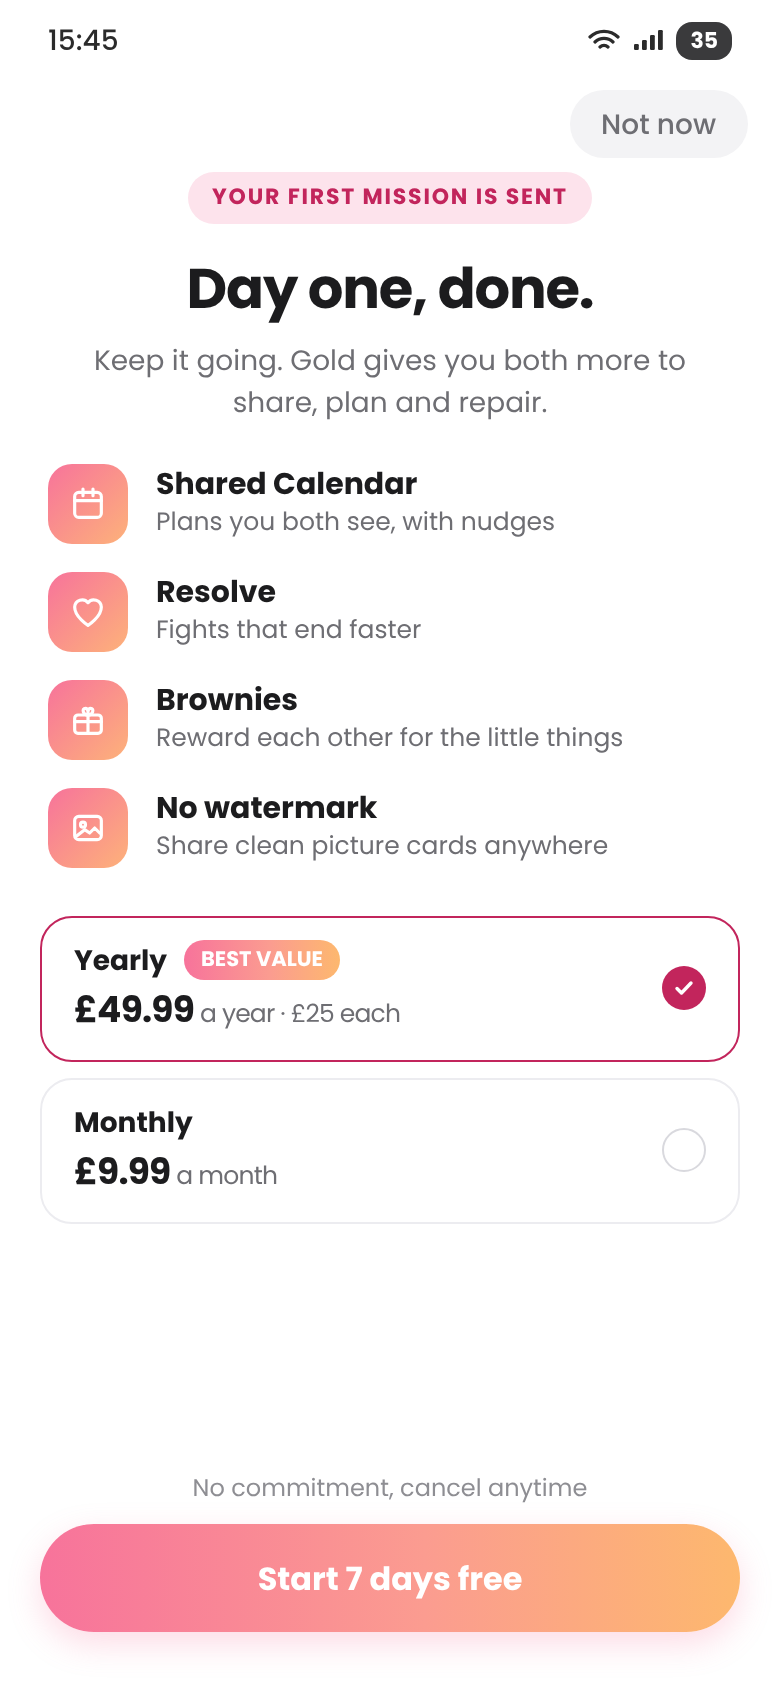 15:45
35
Not now
YOUR FIRST MISSION IS SENT
Day one, done.
Keep it going. Gold gives you both more to
share, plan and repair.
Shared Calendar
Plans you both see, with nudges
Resolve
Fights that end faster
Brownies
Reward each other for the little things
No watermark
Share clean picture cards anywhere
Yearly BEST VALUE
£49.99 a year · £25 each
Monthly
£9.99 a month
No commitment, cancel anytime
Start 7 days free